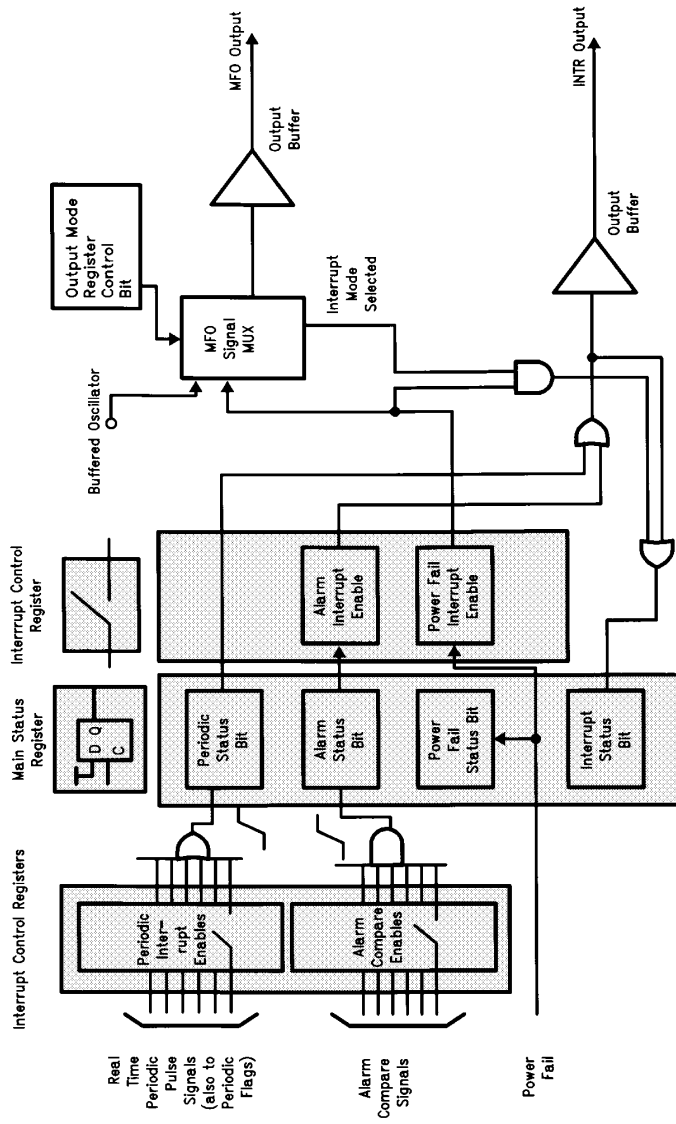 Interrupt Control Registers
Main Status
Register
Interrrupt Control
Register
Buffered Oscillator
Output Mode
Register
Control
Bit
D Q
C
MFO
Signal
MUX
Output
Buffer
MFO Output
Interrupt
Mode
Selected
Real
Time
Periodic
Pulse
Signals
(also to
Periodic
Flags)
Periodic
Inter-
rupt
Enables
Periodic
Status
Bit
Alarm
Compare
Signals
Alarm
Compare
Enables
Alarm
Status
Bit
Alarm
Interrupt
Enable
Power
Fail
Status Bit
Power Fail
Interrupt
Enable
Power
Fail
Interrupt
Status
Bit
Output
Buffer
INTR Output